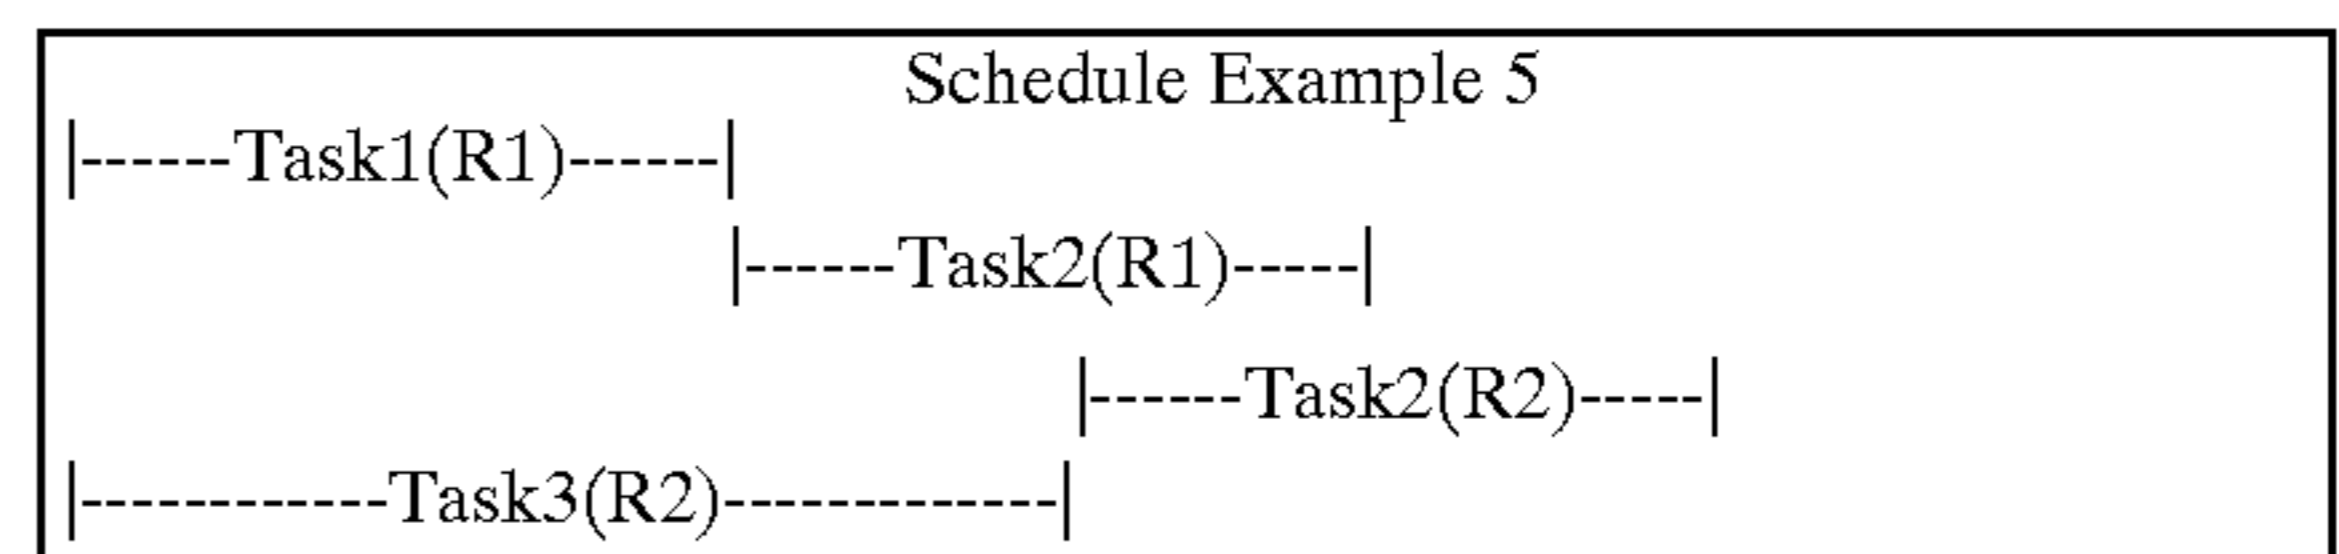 Schedule Example 5
|------Task1(R1)------|
|------Task2(R1)-----|
|------Task2(R2)-----|
|------------Task3(R2)-------------|